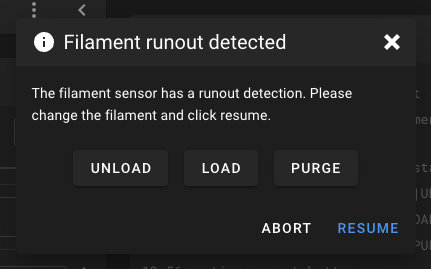 Filament runout detected
The filament sensor has a runout detection. Please
change the filament and click resume.
UNLOAD LOAD PURGE
ABORT RESUME